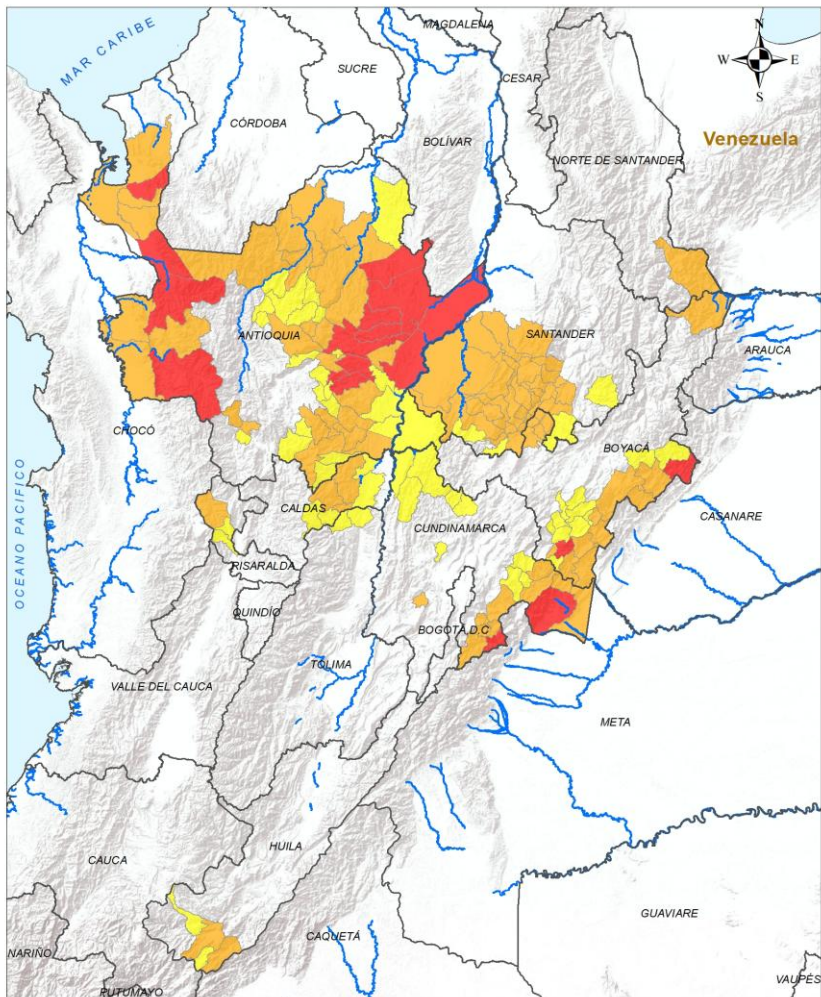 MAGDALENA
N
MAR CARIBE
SUCRE
W
E
CESAR
S
CÓRDOBA
BOLÍVAR
Venezuela
NORTE DE SANTANDER
ANTIOQUIA
SANTANDER
ARAUCA
CHOCÓ
BOYACÁ
OCEANO PACIFICO
CALDAS
CASANARE
CUNDINAMARCA
RISARALDA
QUINDÍO
BOGOTÁ, D.C
TOLIMA
VALLE DEL CAUCA
META
HUILA
CAUCA
GUAVIARE
CAQUETÁ
NARIÑO
VAUPÉS
PUTUMAYO